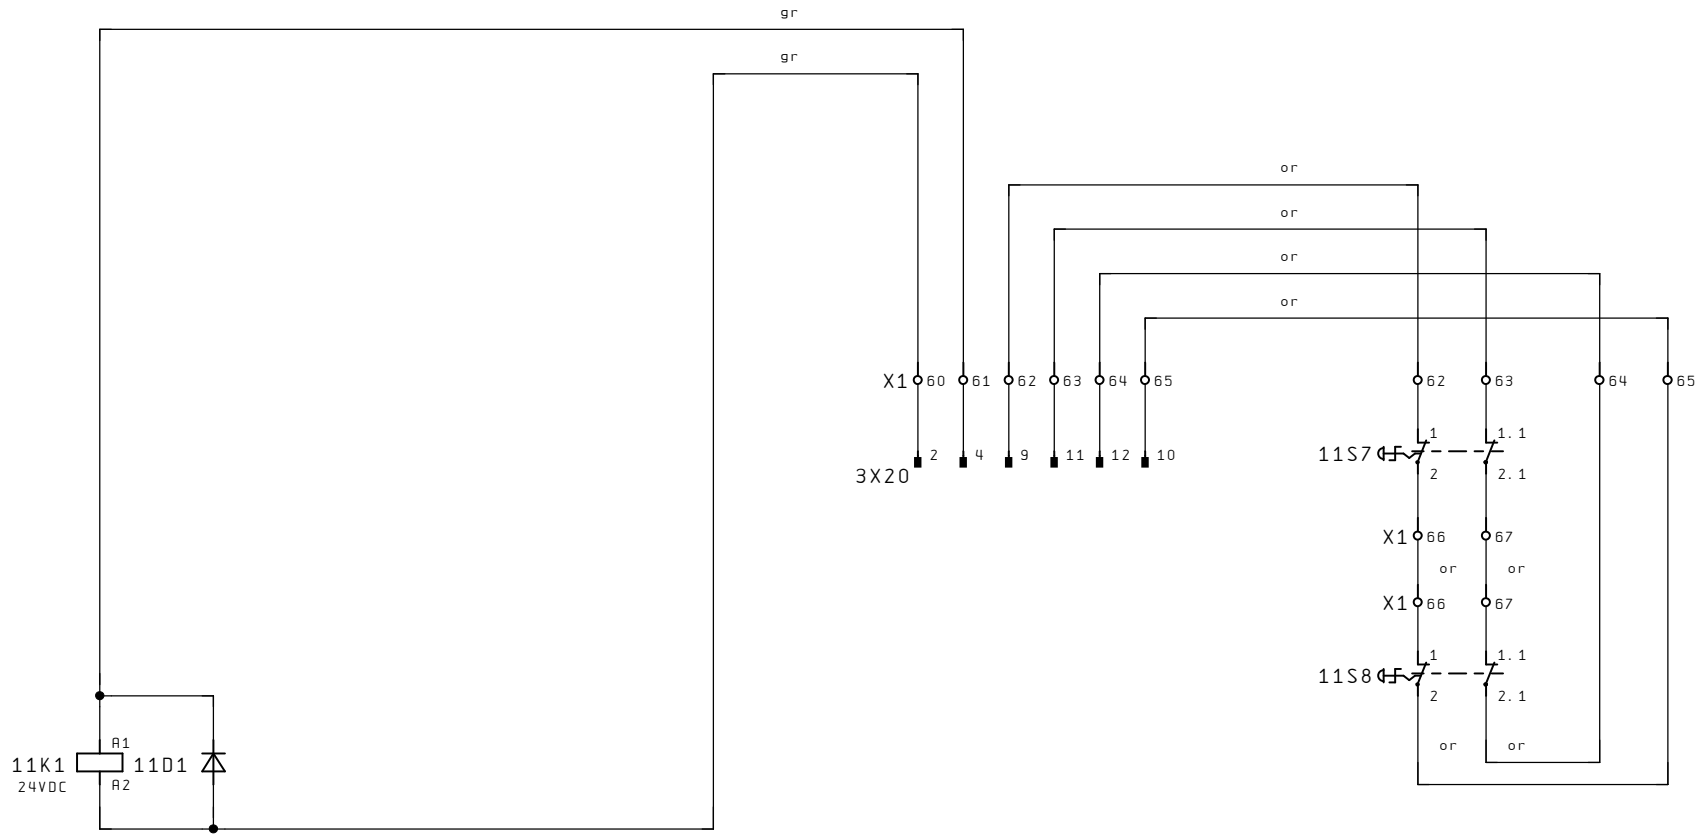 gr
gr
or
or
or
or
X1 60 61 62 63 64 65 62 63 64 65
1 1.1
11S7
2 4 9 11 12 10
3X20
2 2.1
X1 66 67
or or
X1 66 67
1 1.1
11S8
2 2.1
A1 or or
11K1 11D1
24VDC A2